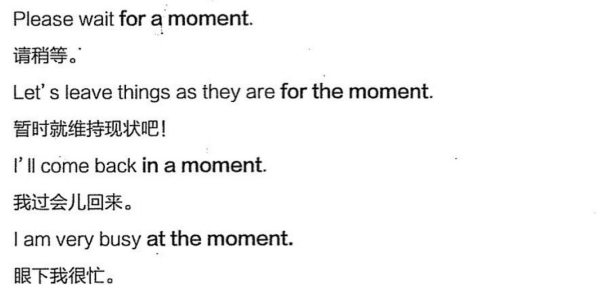 Please wait for a moment.
请稍等。
Let's leave things as they are for the moment.
暂时就维持现状吧！
I'll come back in a moment.
我过会儿回来。
I am very busy at the moment.
眼下我很忙。